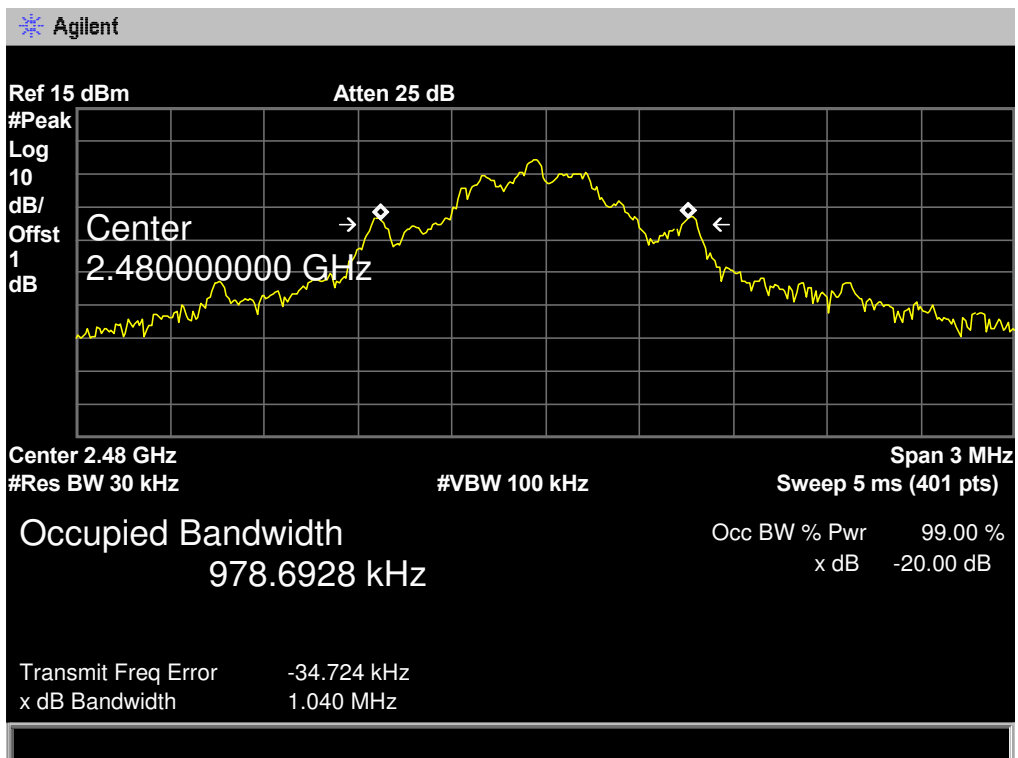 Agilent
Ref 15 dBm Atten 25 dB
#Peak
Log
10
dB/
Offst
1
dB
Center
2.480000000 GHz
Center 2.48 GHz Span 3 MHz
#Res BW 30 kHz #VBW 100 kHz Sweep 5 ms (401 pts)
Occupied Bandwidth Occ BW % Pwr 99.00 %
978.6928 kHz x dB -20.00 dB
Transmit Freq Error -34.724 kHz
x dB Bandwidth 1.040 MHz